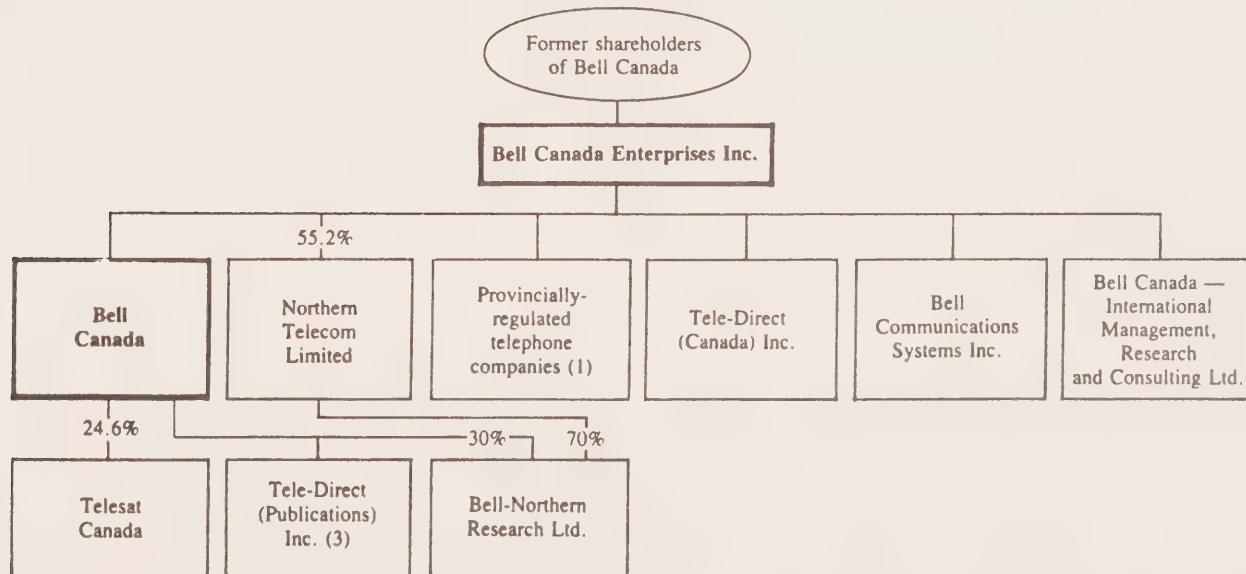 Former shareholders
of Bell Canada
Bell Canada Enterprises Inc.
55.2%
Bell
Canada
Northern
Telecom
Limited
Provincially-
regulated
telephone
companies (1)
Tele-Direct
(Canada) Inc.
Bell
Communications
Systems Inc.
Bell Canada —
International
Management,
Research
and Consulting Ltd.
24.6%
30%
70%
Telesat
Canada
Tele-Direct
(Publications)
Inc. (3)
Bell-Northern
Research Ltd.